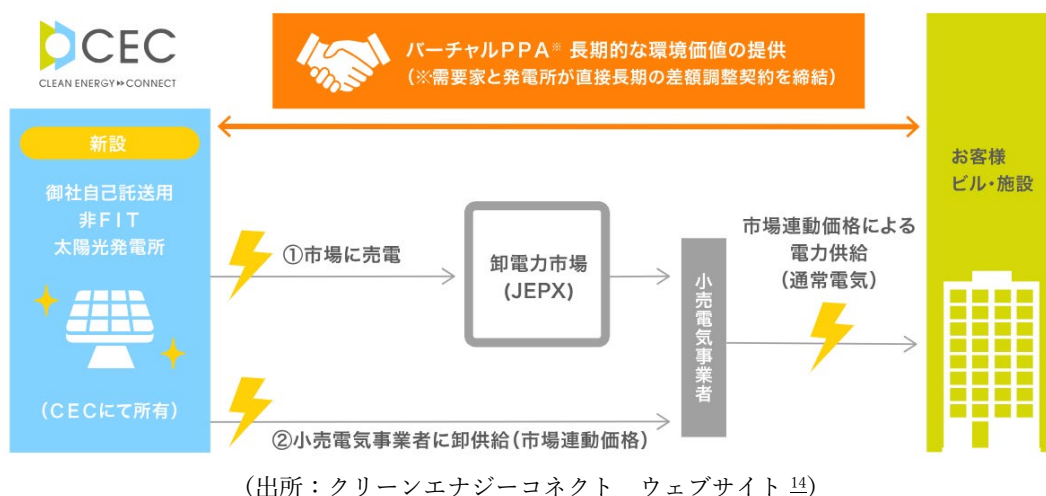 CEC
CLEAN ENERGY▸▸CONNECT
バーチャルPPA※ 長期的な環境価値の提供
(※需要家と発電所が直接長期の差額調整契約を締結)
新設
御社自己託送用
非FIT
太陽光発電所
(CECにて所有)
①市場に売電
卸電力市場
(JEPX)
②小売電気事業者に卸供給(市場連動価格)
小売電気事業者
市場連動価格による
電力供給
(通常電気)
お客様
ビル・施設
(出所:クリーンエナジーコネクト ウェブサイト 14)